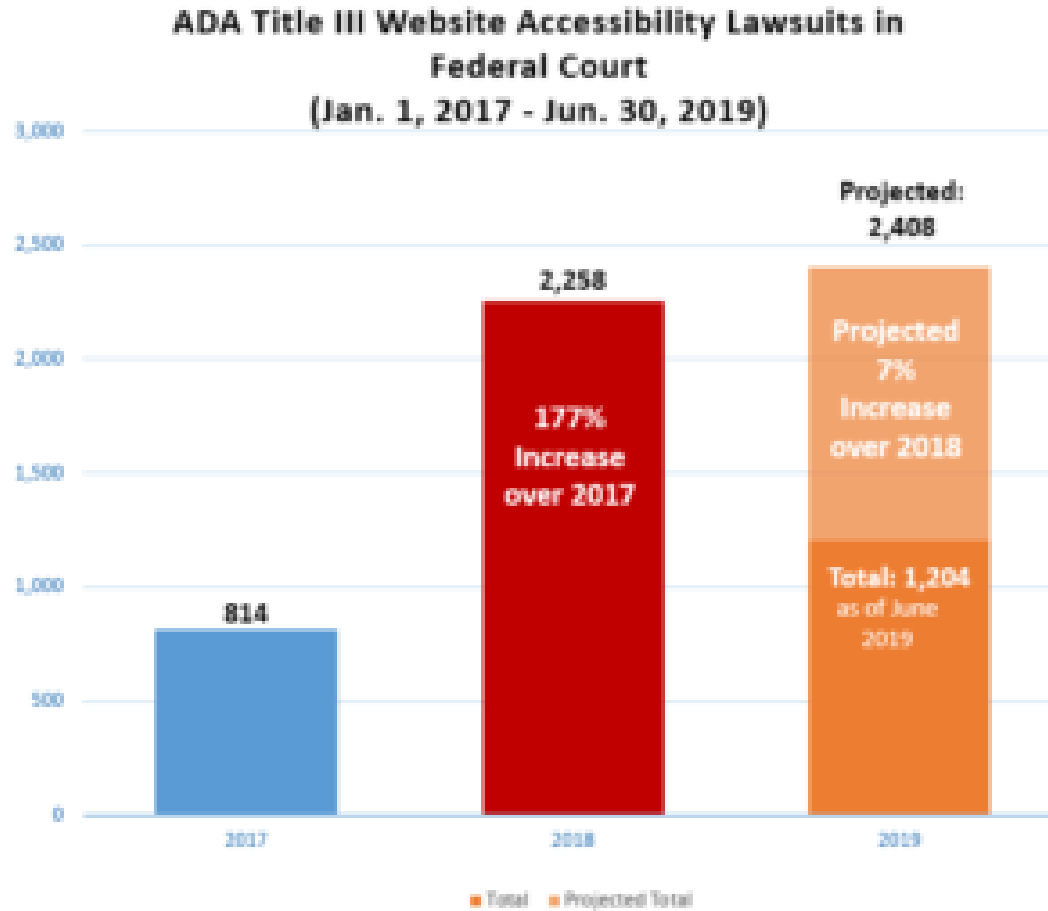 ADA Title III Website Accessibility Lawsuits in
Federal Court
(Jan. 1, 2017 - Jun. 30, 2019)
3,000
Projected:
2,408
2,500
2,258
2,000
Projected
7%
Increase
over 2018
177%
Increase
over 2017
1,500
1,000
Total: 1,204
as of June
2019
814
500
0
2017
2018
2019
Total
Projected Total